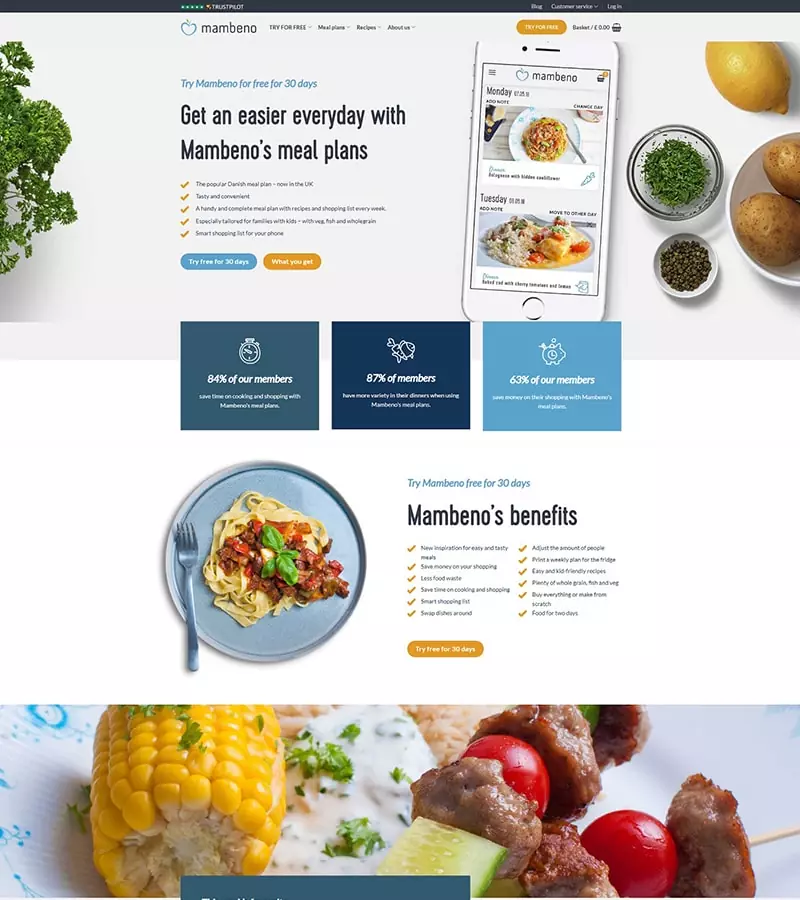 TRUSTPILOT
Blog
Customer service
Log In
mambeno
TRY FOR FREE
Meal plans
Recipes
About us
TRY FOR FREE
Basket / £ 0.00
Try Mambeno for free for 30 days
Get an easier everyday with
Mambeno's meal plans
The popular Danish meal plan – now in the UK
Tasty and convenient
A handy and complete meal plan with recipes and shopping list every week.
Especially tailored for families with kids – with veg, fish and wholegrain
Smart shopping list for your phone
Try free for 30 days
What you get
mambeno
Monday
ADD NOTE
CHANGE DAY
Dinner
Bolognese with hidden cauliflower
Tuesday
ADD NOTE
MOVE TO OTHER DAY
Dinner
Baked cod with cherry tomatoes and lemon
84% of our members
save time on cooking and shopping with
Mambeno's meal plans.
87% of members
have more variety in their dinners when using
Mambeno's meal plans.
63% of our members
save money on their shopping with Mambeno's
meal plans.
Try Mambeno free for 30 days
Mambeno's benefits
New inspiration for easy and tasty
meals
Save money on your shopping
Less food waste
Save time on cooking and shopping
Smart shopping list
Swap dishes around
Adjust the amount of people
Print a weekly plan for the fridge
Easy and kid-friendly recipes
Plenty of whole grain, fish and veg
Buy everything or make from
scratch
Food for two days
Try free for 30 days